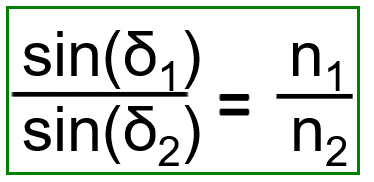 sin(δ₁) / sin(δ₂) = n₁ / n₂